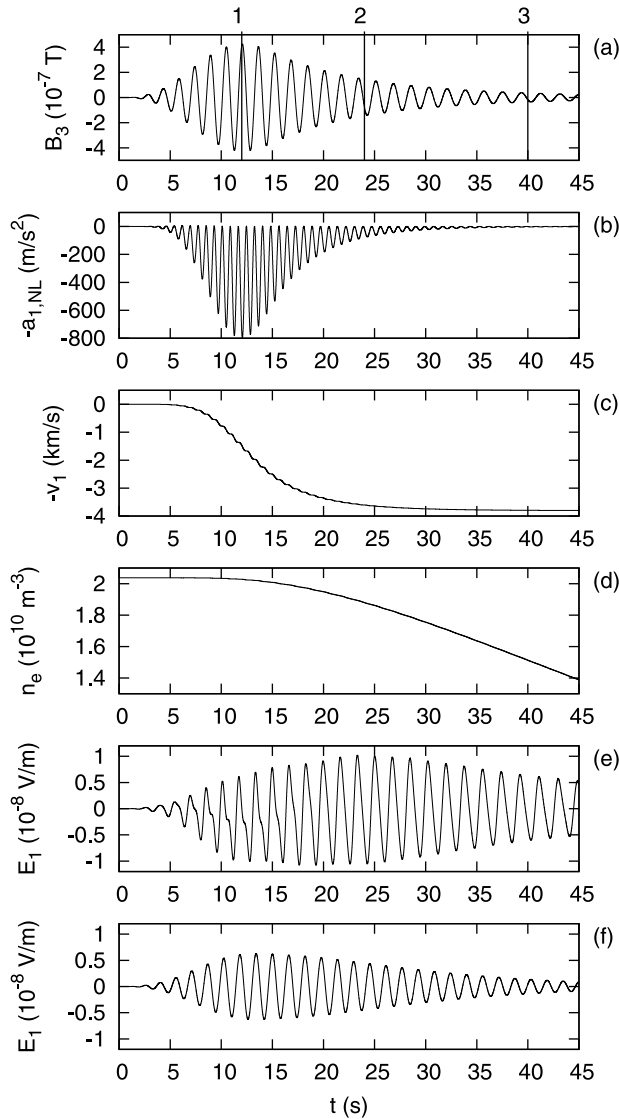 1 2 3
(a)
B₃ (10⁻⁷ T)
4
2
0
-2
-4
0 5 10 15 20 25 30 35 40 45
(b)
-a₁,NL (m/s²)
0
-200
-400
-600
-800
0 5 10 15 20 25 30 35 40 45
(c)
-v₁ (km/s)
0
-1
-2
-3
-4
0 5 10 15 20 25 30 35 40 45
(d)
nₑ (10¹⁰ m⁻³)
2
1.8
1.6
1.4
0 5 10 15 20 25 30 35 40 45
(e)
E₁ (10⁻⁸ V/m)
1
0.5
0
-0.5
-1
0 5 10 15 20 25 30 35 40 45
(f)
E₁ (10⁻⁸ V/m)
1
0.5
0
-0.5
-1
0 5 10 15 20 25 30 35 40 45
t (s)